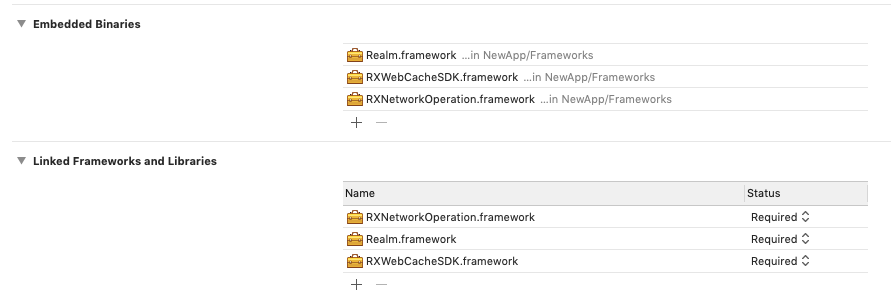 Embedded Binaries
Realm.framework ...in NewApp/Frameworks
RXWebCacheSDK.framework ...in NewApp/Frameworks
RXNetworkOperation.framework ...in NewApp/Frameworks
Linked Frameworks and Libraries
Name Status
RXNetworkOperation.framework Required
Realm.framework Required
RXWebCacheSDK.framework Required